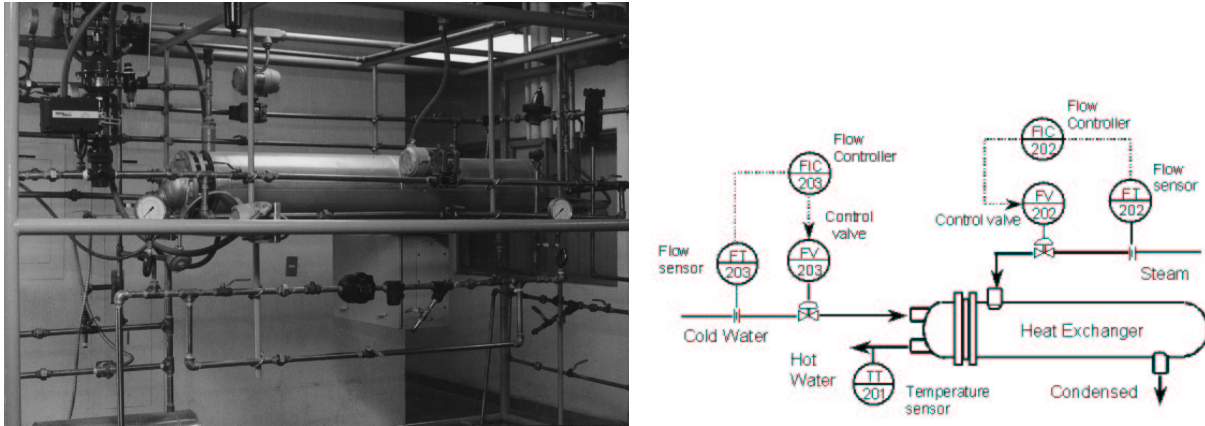 Flow
Controller
FIC
202
Flow
Controller
FIC
203
Flow
sensor
FV
202
FT
202
Control valve
Control
valve
Flow
sensor
FT
203
FV
203
Steam
Cold Water
Heat Exchanger
Hot
Water
TT
201
Temperature
sensor
Condensed